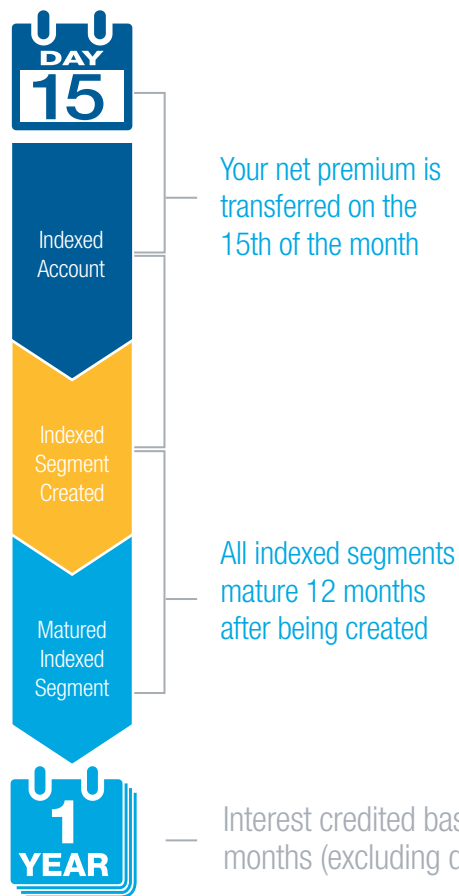 DAY
15
Your net premium is
transferred on the
15th of the month
Indexed
Account
Indexed
Segment
Created
All indexed segments
mature 12 months
after being created
Matured
Indexed
Segment
1
YEAR
Interest credited
months (excluding